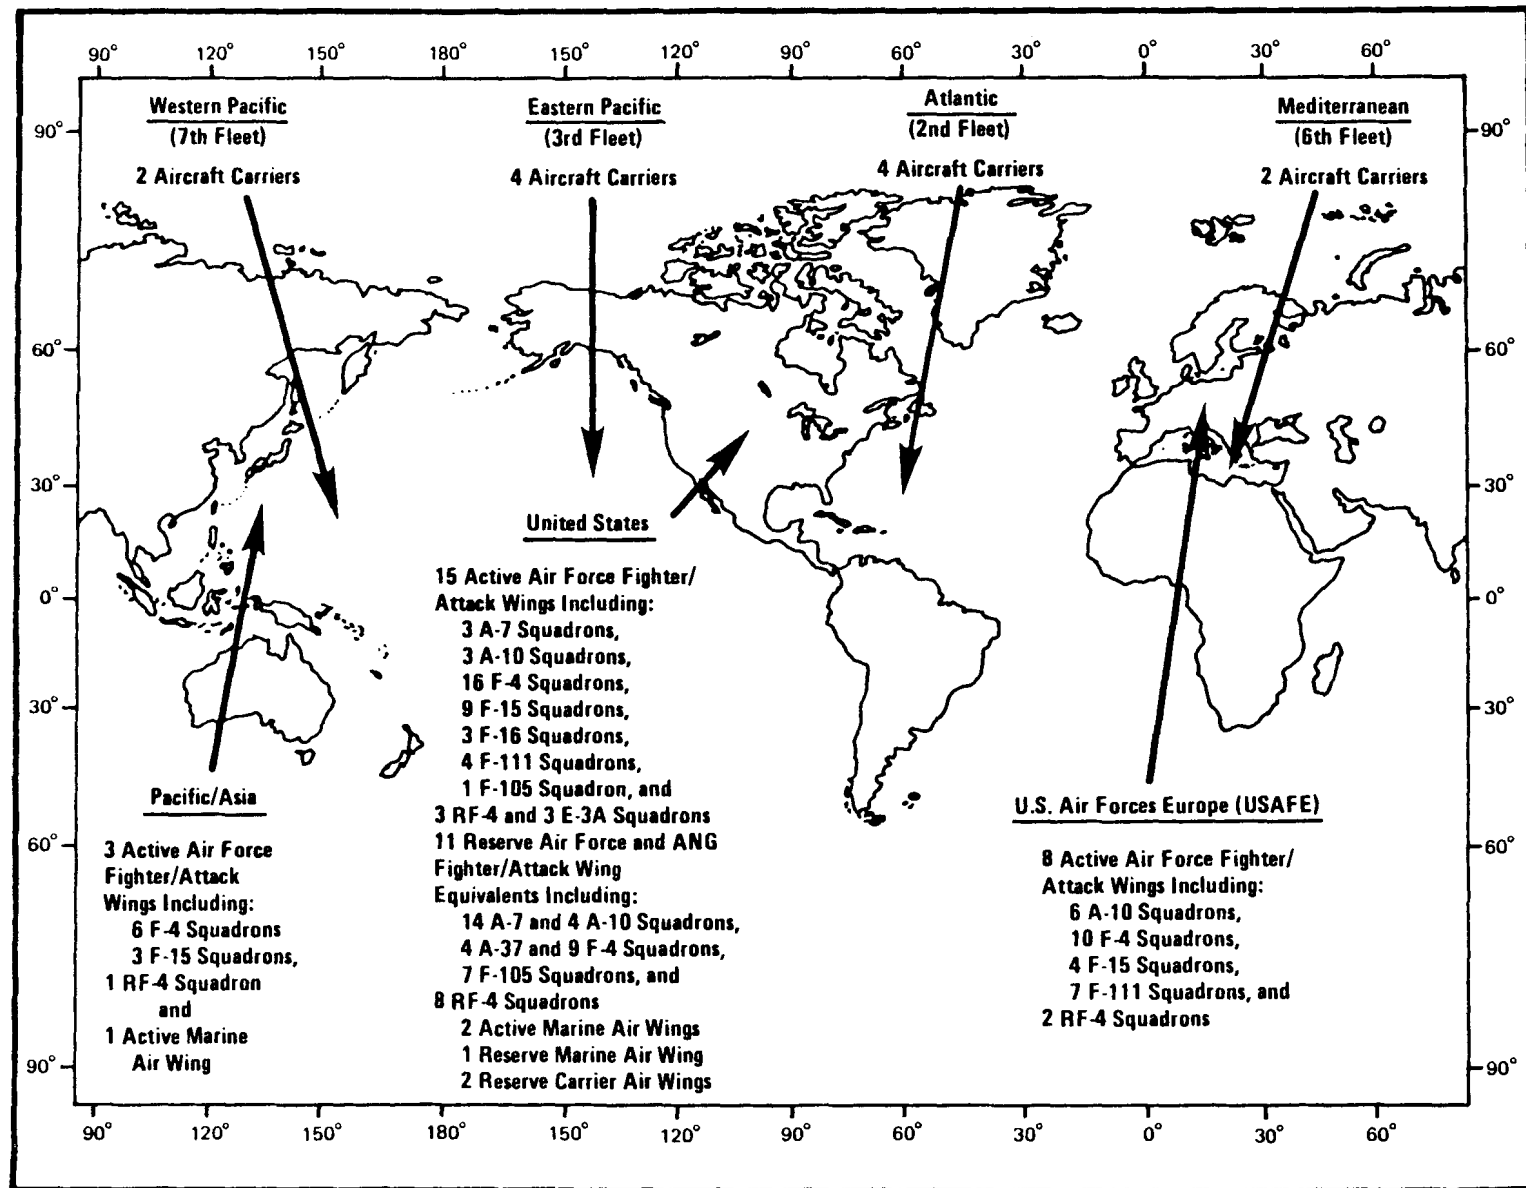 90° 120° 150° 180° 150° 120° 90° 60° 30° 0° 30° 60°
Western Pacific
(7th Fleet)
2 Aircraft Carriers
Eastern Pacific
(3rd Fleet)
4 Aircraft Carriers
Atlantic
(2nd Fleet)
4 Aircraft Carriers
Mediterranean
(6th Fleet)
2 Aircraft Carriers
90°
60°
30°
0°
30°
60°
90°
90°
60°
30°
0°
30°
60°
90°
Pacific/Asia
3 Active Air Force
Fighter/Attack
Wings Including:
6 F-4 Squadrons
3 F-15 Squadrons,
1 RF-4 Squadron
and
1 Active Marine
Air Wing
United States
15 Active Air Force Fighter/
Attack Wings Including:
3 A-7 Squadrons,
3 A-10 Squadrons,
16 F-4 Squadrons,
9 F-15 Squadrons,
3 F-16 Squadrons,
4 F-111 Squadrons,
1 F-105 Squadron, and
3 RF-4 and 3 E-3A Squadrons
11 Reserve Air Force and ANG
Fighter/Attack Wing
Equivalents Including:
14 A-7 and 4 A-10 Squadrons,
4 A-37 and 9 F-4 Squadrons,
7 F-105 Squadrons, and
8 RF-4 Squadrons
2 Active Marine Air Wings
1 Reserve Marine Air Wing
2 Reserve Carrier Air Wings
U.S. Air Forces Europe (USAFE)
8 Active Air Force Fighter/
Attack Wings Including:
6 A-10 Squadrons,
10 F-4 Squadrons,
4 F-15 Squadrons,
7 F-111 Squadrons, and
2 RF-4 Squadrons
90° 120° 150° 180° 150° 120° 90° 60° 30° 0° 30° 60°